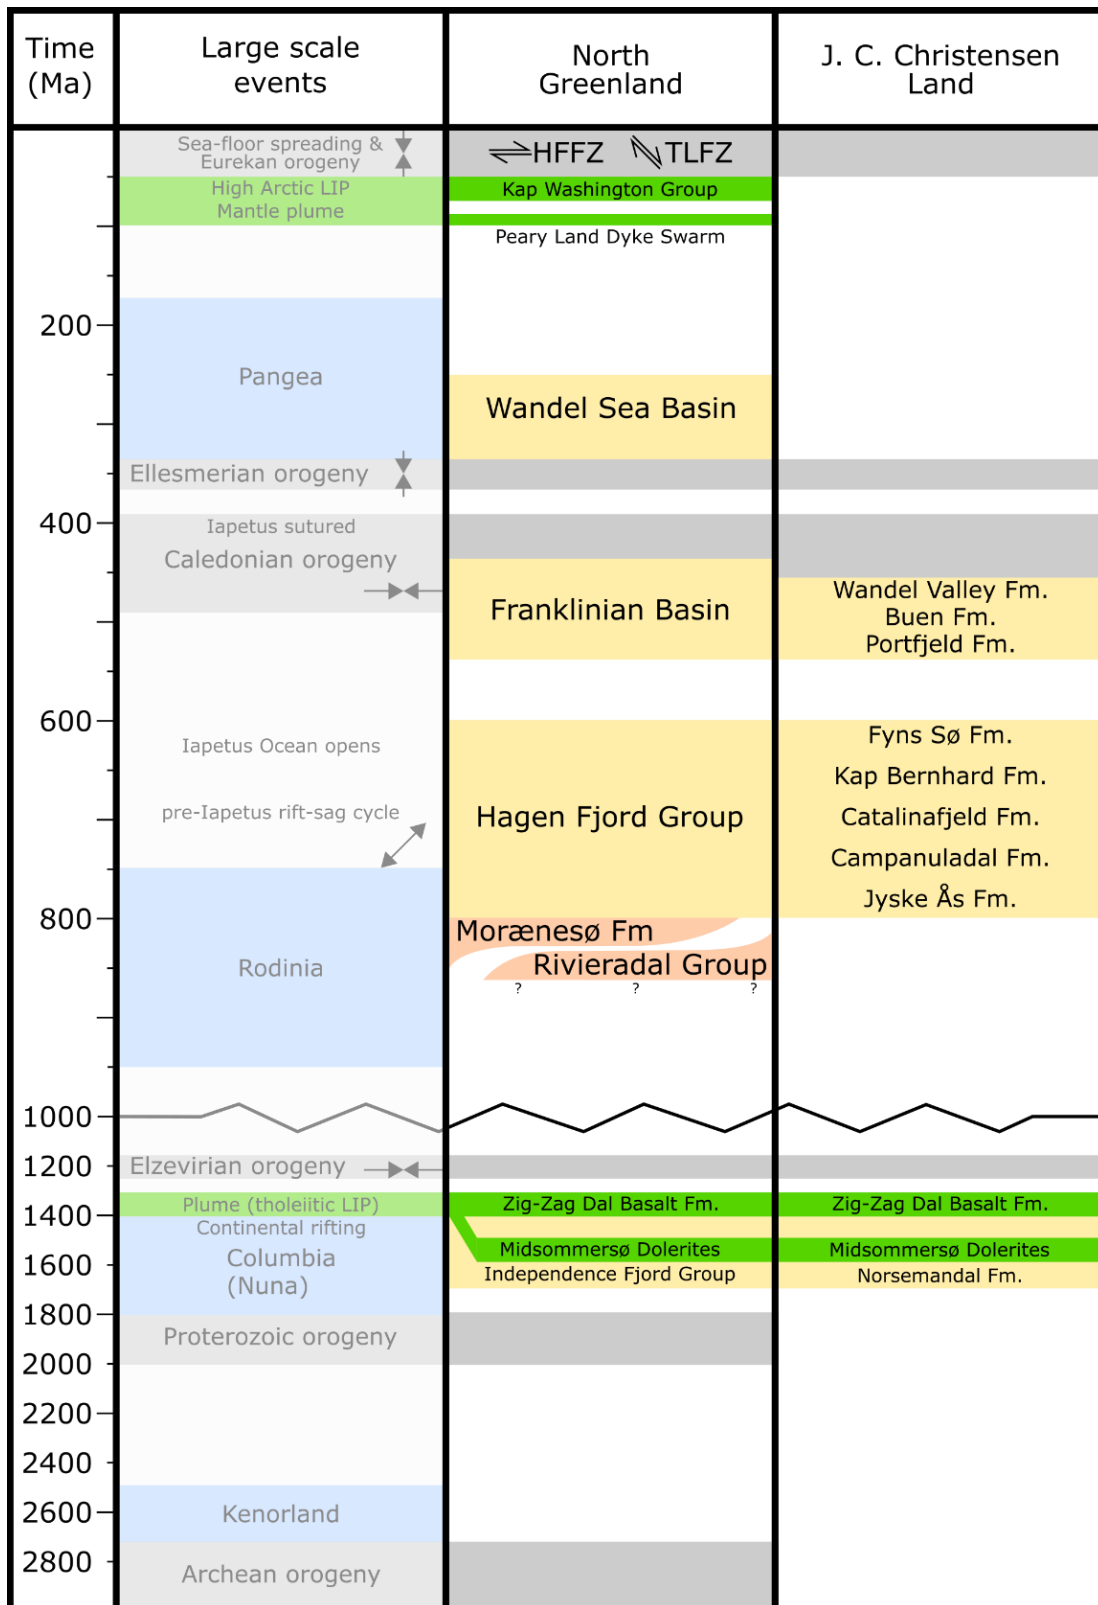 Time
(Ma)
Large scale
events
North
Greenland
J. C. Christensen
Land
Sea-floor spreading &
Eurekan orogeny
HFFZ TLFZ
High Arctic LIP
Mantle plume
Kap Washington Group
Peary Land Dyke Swarm
200
Pangea
Wandel Sea Basin
Ellesmerian orogeny
400
Iapetus sutured
Caledonian orogeny
Franklinian Basin
Wandel Valley Fm.
Buen Fm.
Portfjeld Fm.
600
Iapetus Ocean opens
pre-Iapetus rift-sag cycle
Hagen Fjord Group
Fyns Sø Fm.
Kap Bernhard Fm.
Catalinafjeld Fm.
Campanuladal Fm.
Jyske Ås Fm.
800
Rodinia
Morænesø Fm
Rivieradal Group
? ? ?
1000
1200
Elzevirian orogeny
Plume (tholeiitic LIP)
Zig-Zag Dal Basalt Fm.
Zig-Zag Dal Basalt Fm.
1400
Continental rifting
Columbia
(Nuna)
Midsommersø Dolerites
Midsommersø Dolerites
1600
Independence Fjord Group
Norsemandal Fm.
1800
Proterozoic orogeny
2000
2200
2400
Kenorland
2600
2800
Archean orogeny